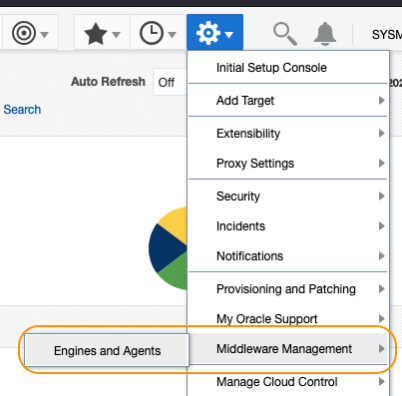 SYSM
Initial Setup Console
Auto Refresh Off
Add Target
Search
Extensibility
Proxy Settings
Security
Incidents
Notifications
Provisioning and Patching
My Oracle Support
Engines and Agents
Middleware Management
Manage Cloud Control